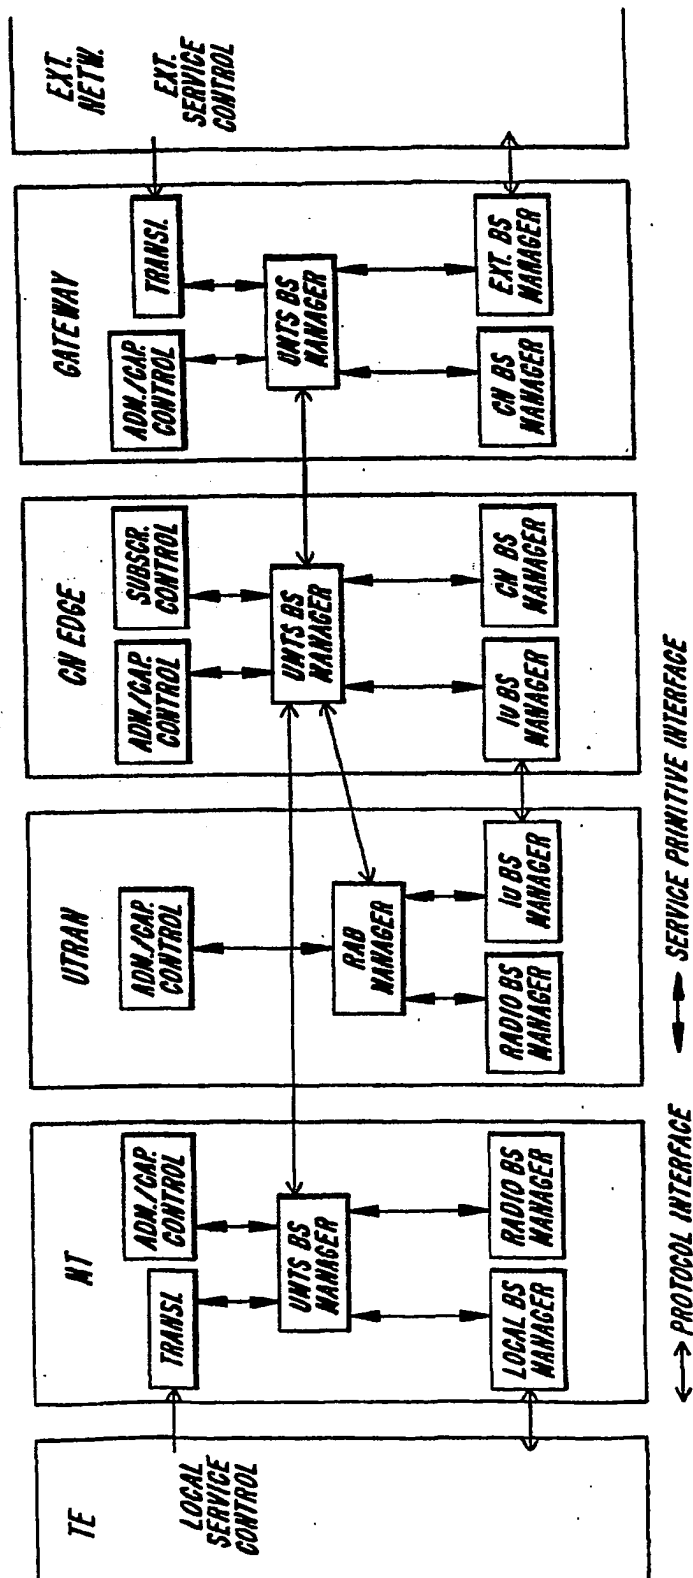 TE
LOCAL
SERVICE
CONTROL
MT
TRANSL.
ADM./CAP.
CONTROL
UMTS BS
MANAGER
LOCAL BS
MANAGER
RADIO BS
MANAGER
UTRAN
ADM./CAP.
CONTROL
RAB
MANAGER
RADIO BS
MANAGER
IU BS
MANAGER
CN EDGE
ADM./CAP.
CONTROL
SUBSCR.
CONTROL
UMTS BS
MANAGER
IU BS
MANAGER
CN BS
MANAGER
GATEWAY
ADM./CAP.
CONTROL
TRANSL.
UMTS BS
MANAGER
CN BS
MANAGER
EXT. BS
MANAGER
EXT.
NETW.
EXT.
SERVICE
CONTROL
PROTOCOL INTERFACE
SERVICE PRIMITIVE INTERFACE